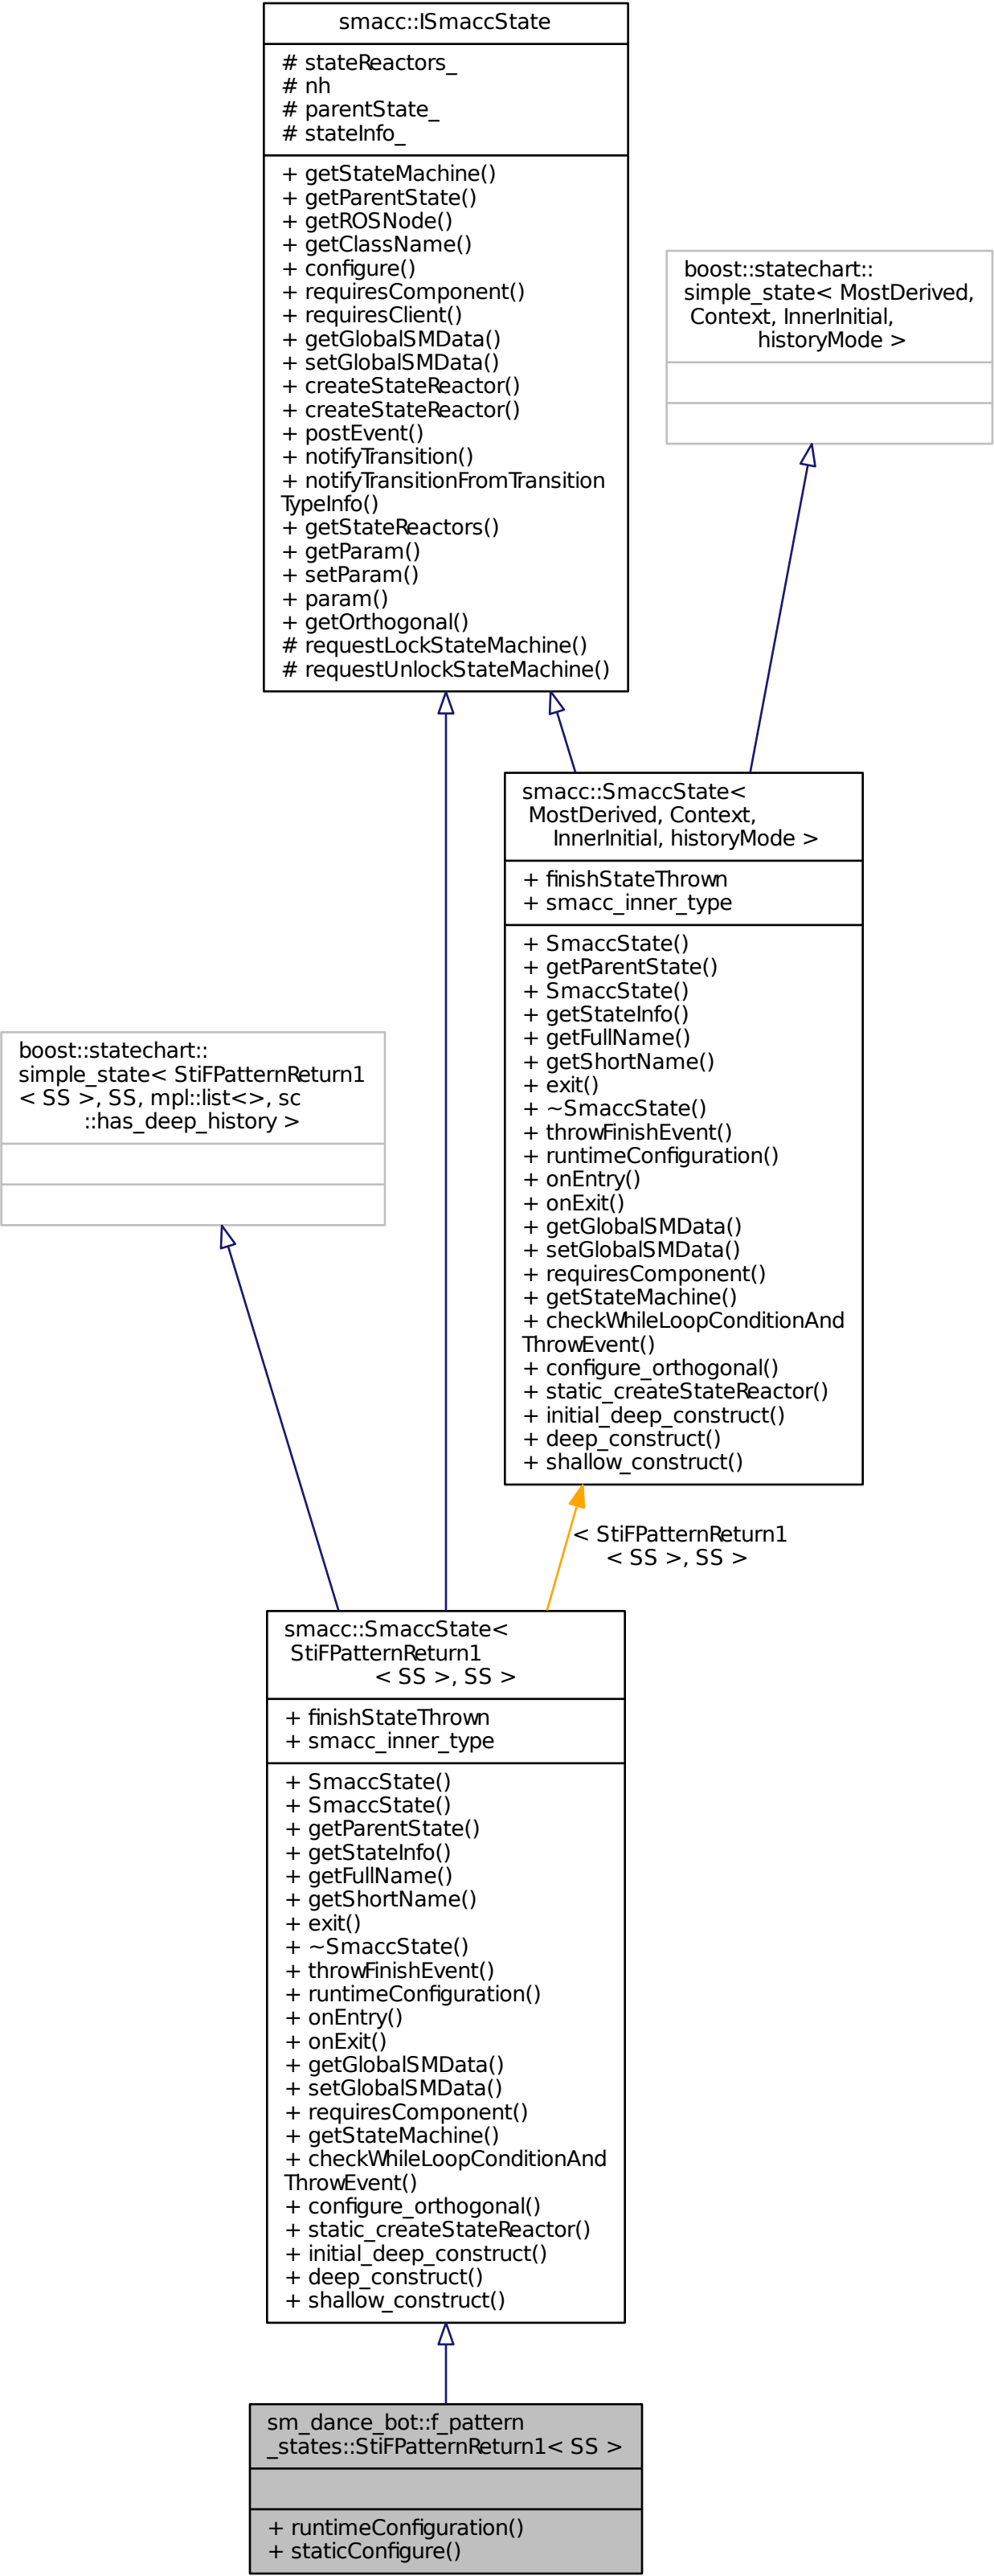 smacc::ISmaccState
# stateReactors_
# nh
# parentState_
# stateInfo_
+ getStateMachine()
+ getParentState()
+ getROSNode()
+ getClassName()
+ configure()
+ requiresComponent()
+ requiresClient()
+ getGlobalSMData()
+ setGlobalSMData()
+ createStateReactor()
+ createStateReactor()
+ postEvent()
+ notifyTransition()
+ notifyTransitionFromTransition
TypeInfo()
+ getStateReactors()
+ getParam()
+ setParam()
+ param()
+ getOrthogonal()
# requestLockStateMachine()
# requestUnlockStateMachine()
boost::statechart::
simple_state< MostDerived,
Context, InnerInitial,
historyMode >
smacc::SmaccState<
MostDerived, Context,
InnerInitial, historyMode >
+ finishStateThrown
+ smacc_inner_type
+ SmaccState()
+ getParentState()
+ SmaccState()
+ getStateInfo()
+ getFullName()
+ getShortName()
+ exit()
+ ~SmaccState()
+ throwFinishEvent()
+ runtimeConfiguration()
+ onEntry()
+ onExit()
+ getGlobalSMData()
+ setGlobalSMData()
+ requiresComponent()
+ getStateMachine()
+ checkWhileLoopConditionAnd
ThrowEvent()
+ configure_orthogonal()
+ static_createStateReactor()
+ initial_deep_construct()
+ deep_construct()
+ shallow_construct()
boost::statechart::
simple_state< StiFPatternReturn1
< SS >, SS, mpl::list<>, sc
::has_deep_history >
< StiFPatternReturn1
< SS >, SS >
smacc::SmaccState<
StiFPatternReturn1
< SS >, SS >
+ finishStateThrown
+ smacc_inner_type
+ SmaccState()
+ SmaccState()
+ getParentState()
+ getStateInfo()
+ getFullName()
+ getShortName()
+ exit()
+ ~SmaccState()
+ throwFinishEvent()
+ runtimeConfiguration()
+ onEntry()
+ onExit()
+ getGlobalSMData()
+ setGlobalSMData()
+ requiresComponent()
+ getStateMachine()
+ checkWhileLoopConditionAnd
ThrowEvent()
+ configure_orthogonal()
+ static_createStateReactor()
+ initial_deep_construct()
+ deep_construct()
+ shallow_construct()
sm_dance_bot::f_pattern
_states::StiFPatternReturn1< SS >
+ runtimeConfiguration()
+ staticConfigure()